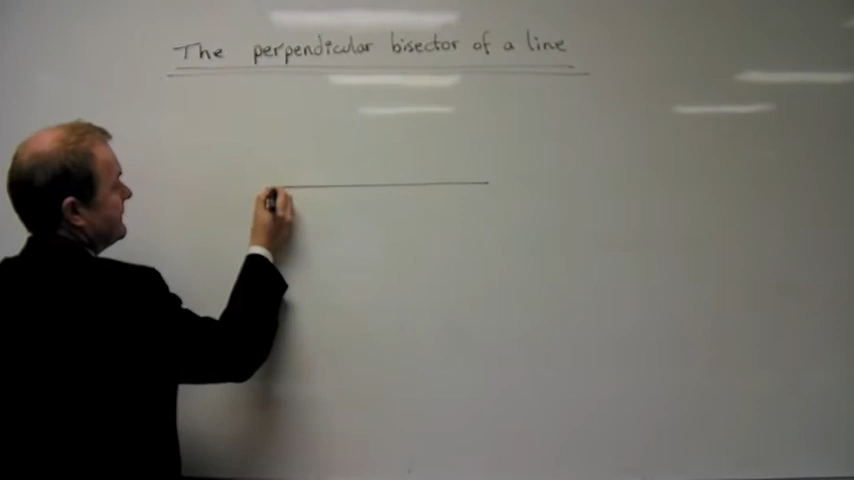 The perpendicular bisector of a line